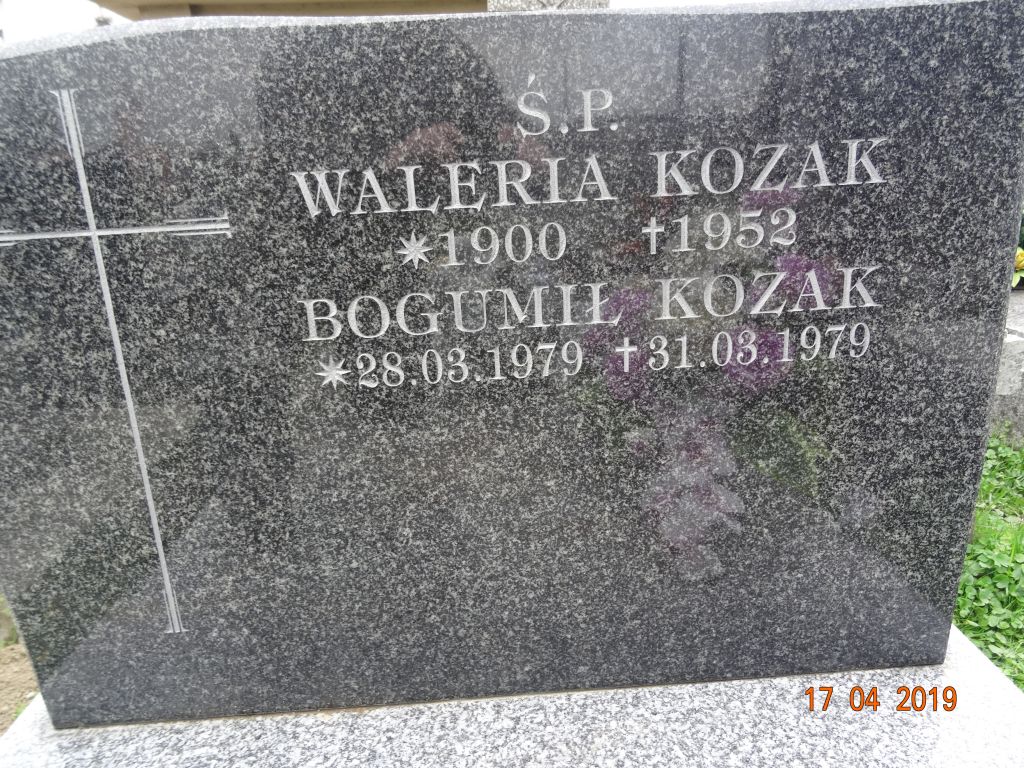 Ś.P.
WALERIA KOZAK
*1900 †1952
BOGUMIŁ KOZAK
*28.03.1979 †31.03.1979
17 04 2019